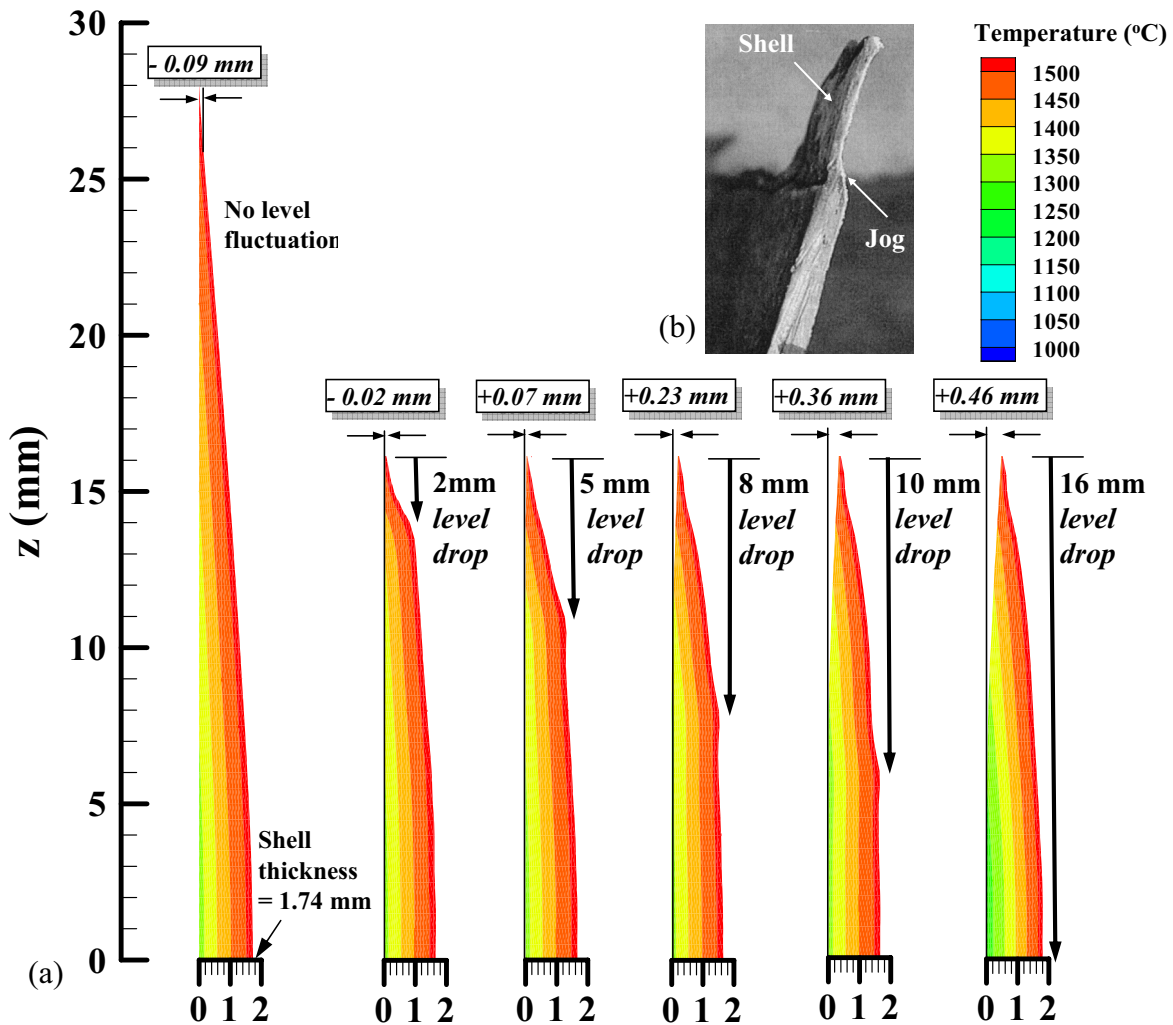 30
25
20
15
10
5
0
z (mm)
- 0.09 mm
No level
fluctuation
Shell
thickness
= 1.74 mm
(a)
0 1 2
Shell
Jog
(b)
Temperature (ºC)
1500
1450
1400
1350
1300
1250
1200
1150
1100
1050
1000
- 0.02 mm
2mm
level
drop
0 1 2
+0.07 mm
5 mm
level
drop
0 1 2
+0.23 mm
8 mm
level
drop
0 1 2
+0.36 mm
10 mm
level
drop
0 1 2
+0.46 mm
16 mm
level
drop
0 1 2